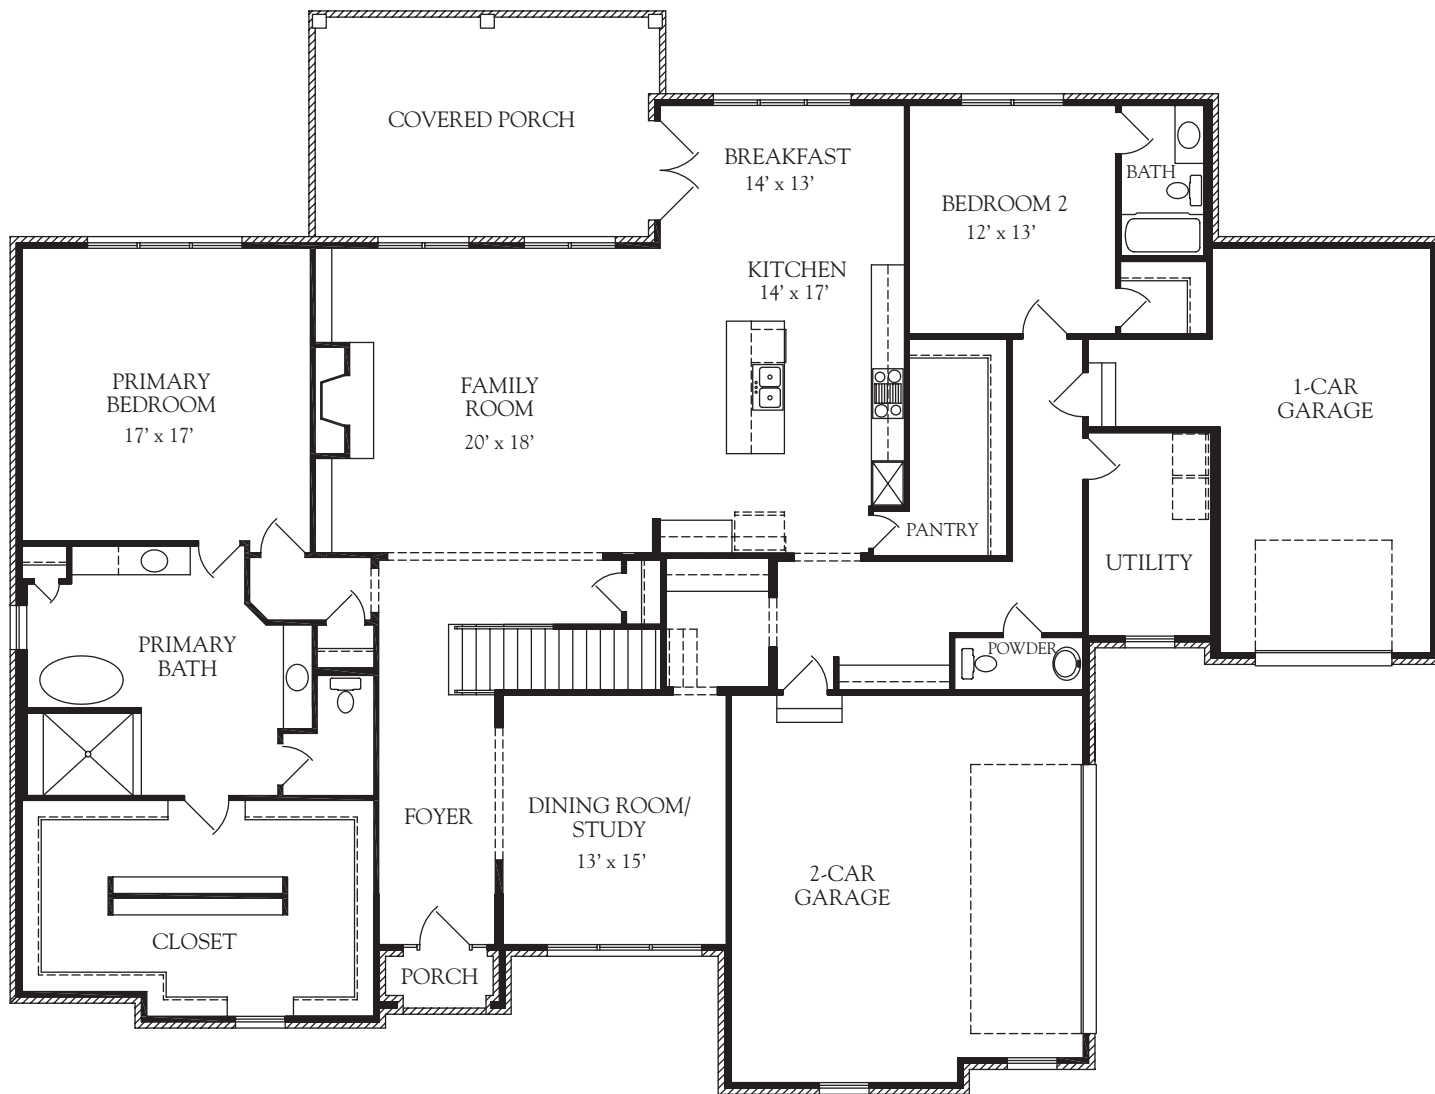 COVERED PORCH
BREAKFAST
14' x 13'
BATH
BEDROOM 2
12' x 13'
KITCHEN
14' x 17'
PRIMARY
BEDROOM
17' x 17'
FAMILY
ROOM
20' x 18'
1-CAR
GARAGE
PANTRY
UTILITY
PRIMARY
BATH
POWDER
FOYER
DINING ROOM/
STUDY
13' x 15'
2-CAR
GARAGE
CLOSET
PORCH